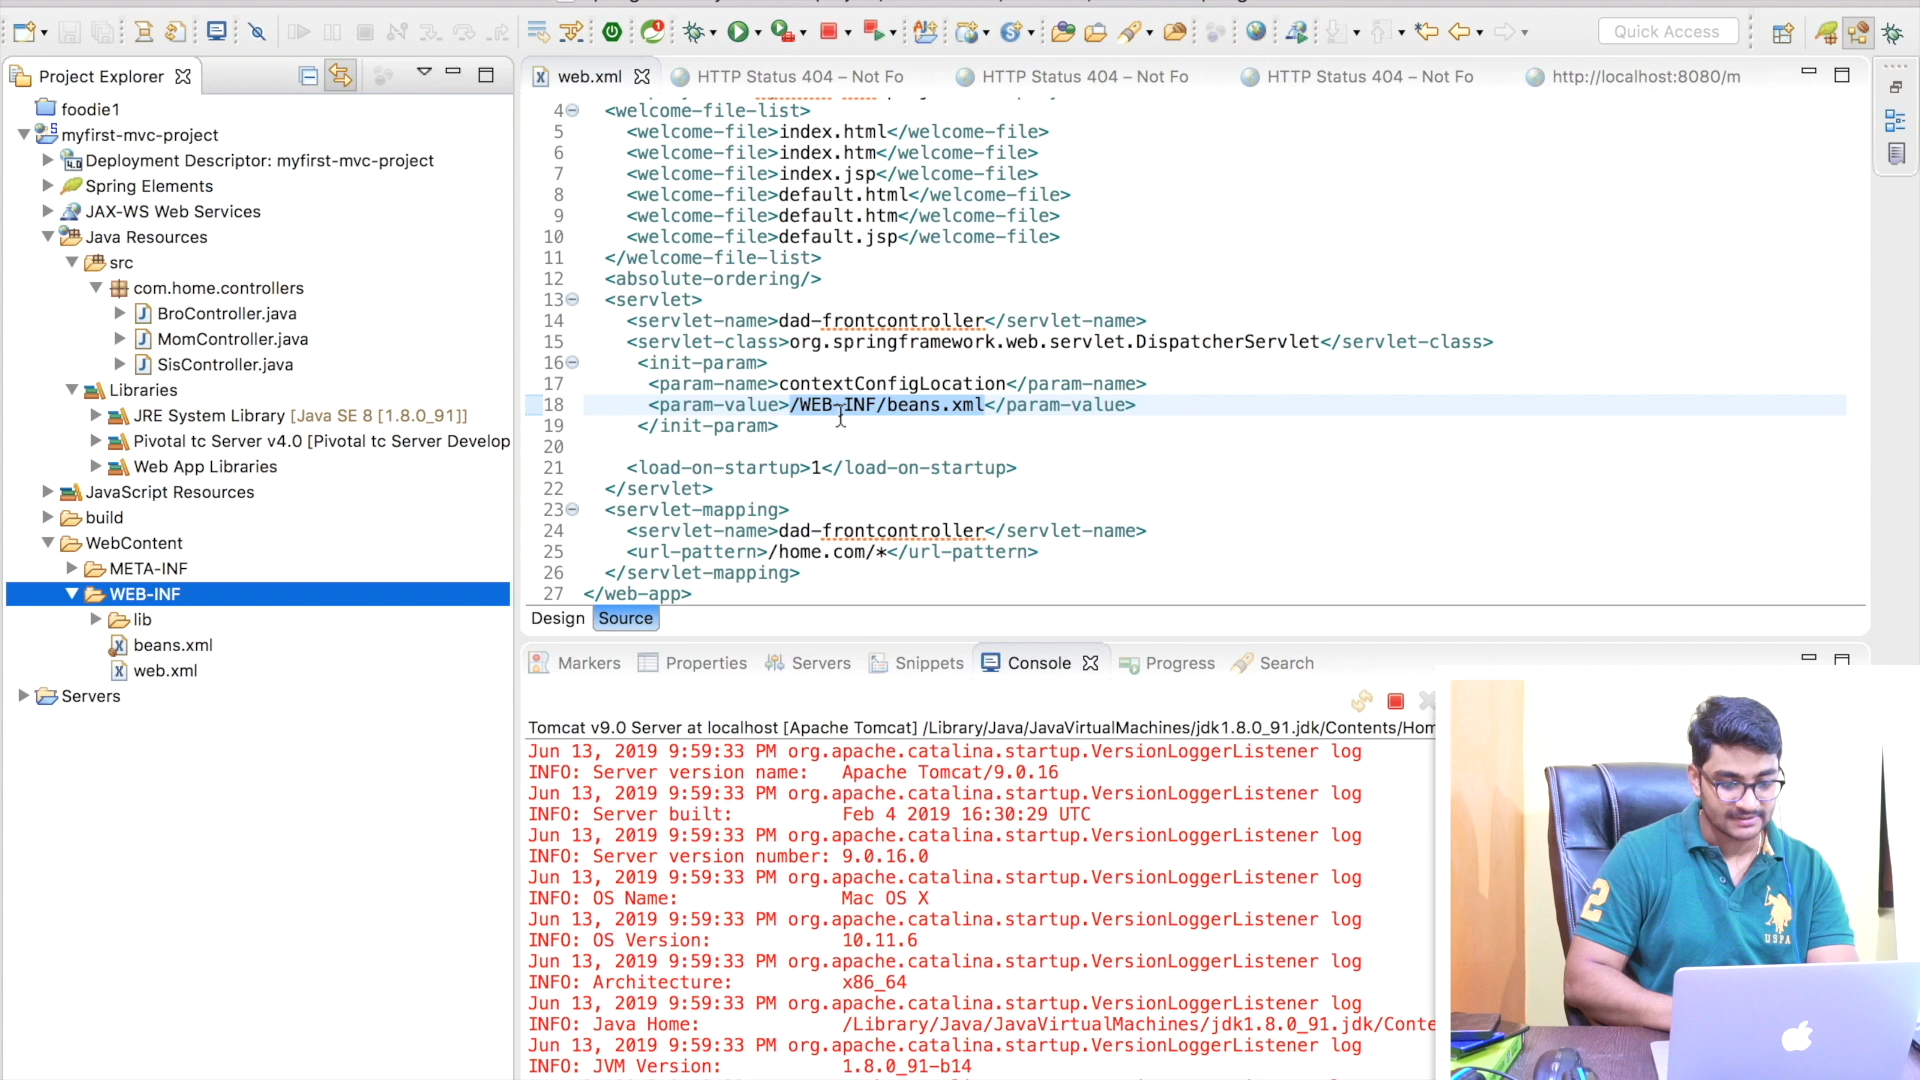 Quick Access
Project Explorer
foodie1
myfirst-mvc-project
Deployment Descriptor: myfirst-mvc-project
Spring Elements
JAX-WS Web Services
Java Resources
src
com.home.controllers
BroController.java
MomController.java
SisController.java
Libraries
JRE System Library [Java SE 8 [1.8.0_91]]
Pivotal tc Server v4.0 [Pivotal tc Server Develop
Web App Libraries
JavaScript Resources
build
WebContent
META-INF
WEB-INF
lib
beans.xml
web.xml
Servers
web.xml HTTP Status 404 – Not Fo HTTP Status 404 – Not Fo HTTP Status 404 – Not Fo http://localhost:8080/m
4 <welcome-file-list>
5 <welcome-file>index.html</welcome-file>
6 <welcome-file>index.htm</welcome-file>
7 <welcome-file>index.jsp</welcome-file>
8 <welcome-file>default.html</welcome-file>
9 <welcome-file>default.htm</welcome-file>
10 <welcome-file>default.jsp</welcome-file>
11 </welcome-file-list>
12 <absolute-ordering/>
13 <servlet>
14 <servlet-name>dad-frontcontroller</servlet-name>
15 <servlet-class>org.springframework.web.servlet.DispatcherServlet</servlet-class>
16 <init-param>
17 <param-name>contextConfigLocation</param-name>
18 <param-value>/WEB-INF/beans.xml</param-value>
19 </init-param>
20
21 <load-on-startup>1</load-on-startup>
22 </servlet>
23 <servlet-mapping>
24 <servlet-name>dad-frontcontroller</servlet-name>
25 <url-pattern>/home.com/*</url-pattern>
26 </servlet-mapping>
27 </web-app>
Design Source
Markers Properties Servers Snippets Console Progress Search
Tomcat v9.0 Server at localhost [Apache Tomcat] /Library/Java/JavaVirtualMachines/jdk1.8.0_91.jdk/Contents/Hom
Jun 13, 2019 9:59:33 PM org.apache.catalina.startup.VersionLoggerListener log
INFO: Server version name: Apache Tomcat/9.0.16
Jun 13, 2019 9:59:33 PM org.apache.catalina.startup.VersionLoggerListener log
INFO: Server built: Feb 4 2019 16:30:29 UTC
Jun 13, 2019 9:59:33 PM org.apache.catalina.startup.VersionLoggerListener log
INFO: Server version number: 9.0.16.0
Jun 13, 2019 9:59:33 PM org.apache.catalina.startup.VersionLoggerListener log
INFO: OS Name: Mac OS X
Jun 13, 2019 9:59:33 PM org.apache.catalina.startup.VersionLoggerListener log
INFO: OS Version: 10.11.6
Jun 13, 2019 9:59:33 PM org.apache.catalina.startup.VersionLoggerListener log
INFO: Architecture: x86_64
Jun 13, 2019 9:59:33 PM org.apache.catalina.startup.VersionLoggerListener log
INFO: Java Home: /Library/Java/JavaVirtualMachines/jdk1.8.0_91.jdk/Conte
Jun 13, 2019 9:59:33 PM org.apache.catalina.startup.VersionLoggerListener log
INFO: JVM Version: 1.8.0_91-b14
2
USPA